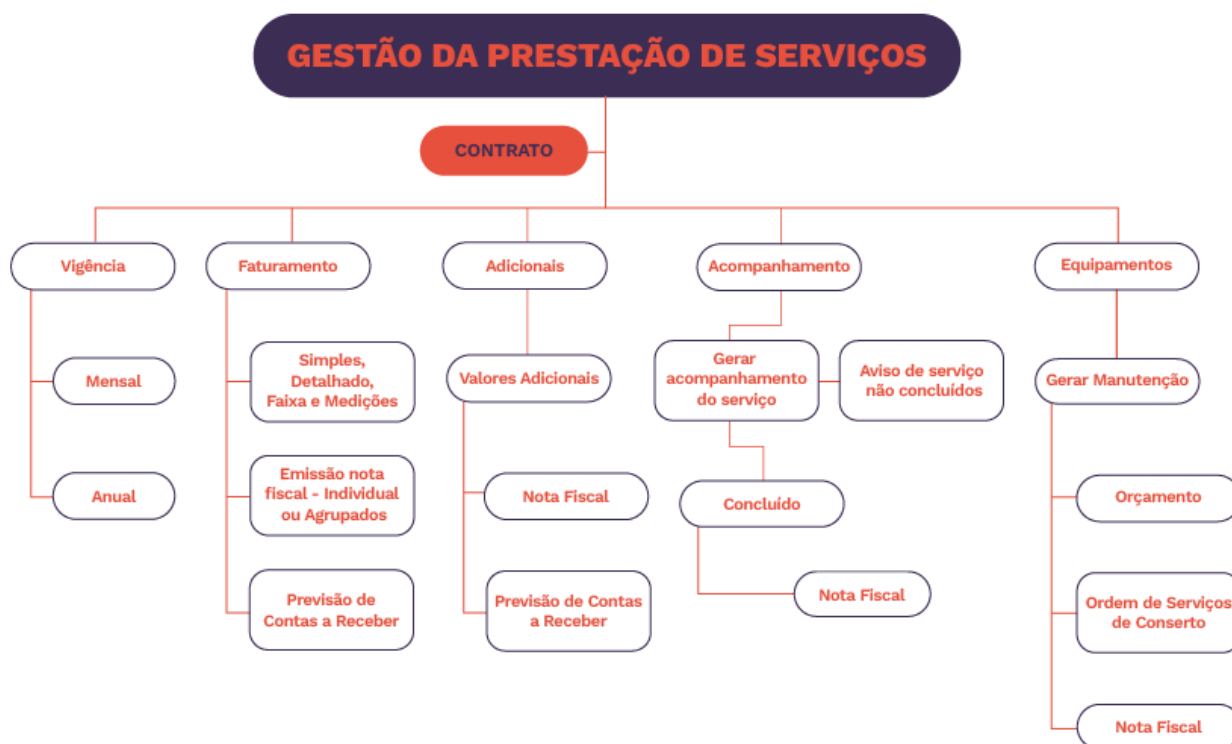 GESTÃO DA PRESTAÇÃO DE SERVIÇOS
CONTRATO
Vigência
Faturamento
Adicionais
Acompanhamento
Equipamentos
Mensal
Anual
Simples,
Detalhado,
Faixa e Medições
Emissão nota
fiscal - Individual
ou Agrupados
Previsão de
Contas a Receber
Valores Adicionais
Nota Fiscal
Previsão de Contas
a Receber
Gerar
acompanhamento
do serviço
Aviso de serviço
não concluídos
Concluído
Nota Fiscal
Gerar Manutenção
Orçamento
Ordem de Serviços
de Conserto
Nota Fiscal